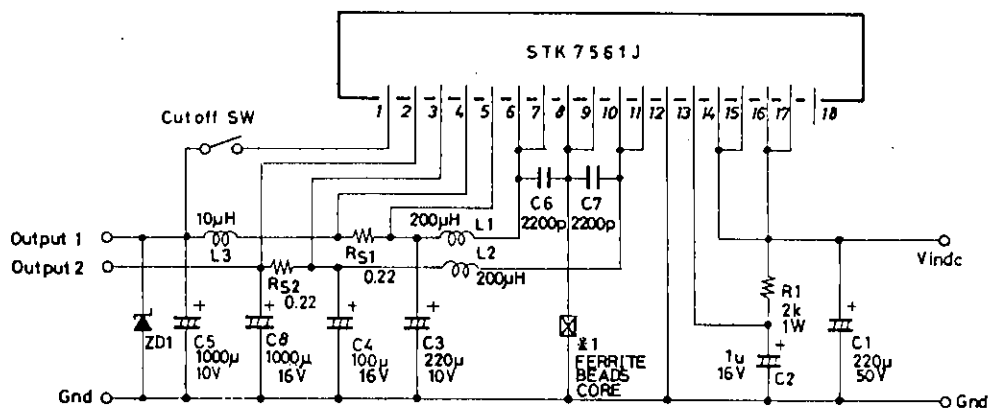 STK7561J
1 2 3 4 5 6 7 8 9 10 11 12 13 14 15 16 17 18
Cutoff SW
C6
2200p
C7
2200p
10μH
200μH
L1
Output 1
L3
RS1
0.22
L2
200μH
Vindc
Output 2
RS2
0.22
R1
2k
1W
ZD1
C5
1000μ
10V
C8
1000μ
16V
C4
100μ
16V
C3
220μ
10V
※1
FERRITE
BEADS
CORE
1u
16V
C2
C1
220μ
50V
Gnd
Gnd